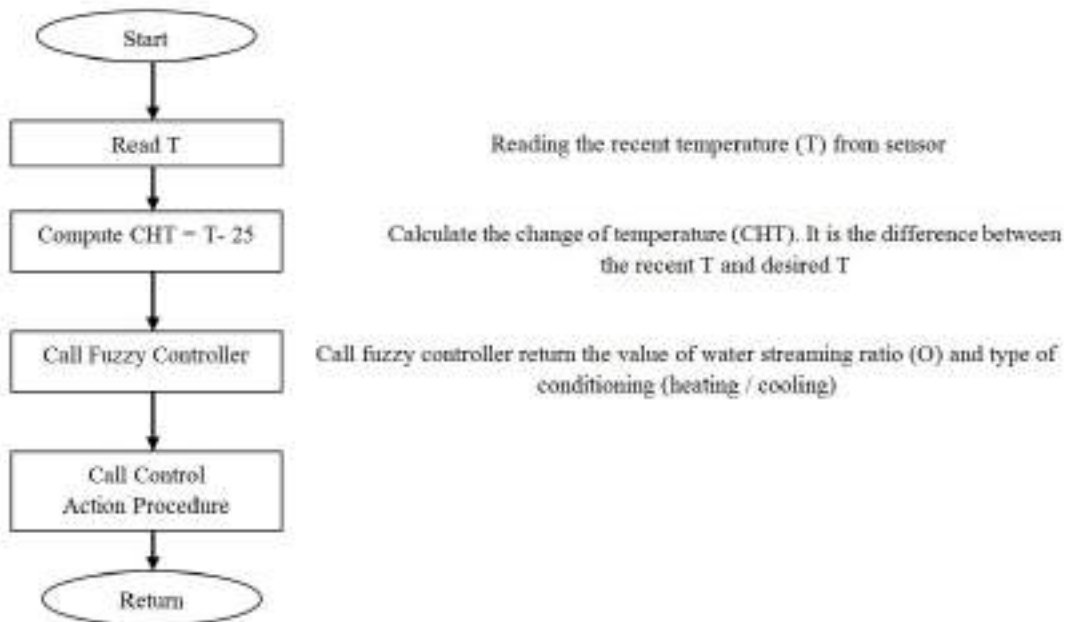 Start
Read T
Reading the recent temperature (T) from sensor
Compute CHT = T- 25
Calculate the change of temperature (CHT). It is the difference between
the recent T and desired T
Call Fuzzy Controller
Call fuzzy controller return the value of water streaming ratio (O) and type of
conditioning (heating / cooling)
Call Control
Action Procedure
Return